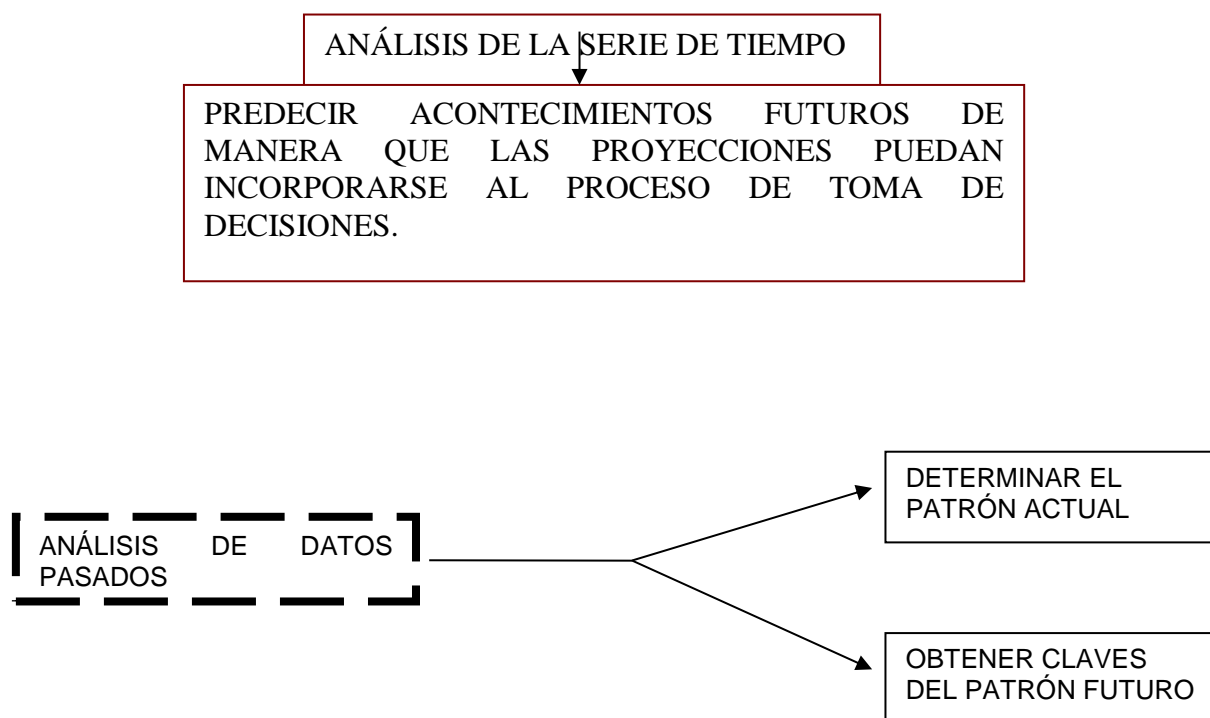 ANÁLISIS DE LA SERIE DE TIEMPO
PREDECIR ACONTECIMIENTOS FUTUROS DE
MANERA QUE LAS PROYECCIONES PUEDAN
INCORPORARSE AL PROCESO DE TOMA DE
DECISIONES.
DETERMINAR EL
PATRÓN ACTUAL
ANÁLISIS DE DATOS
PASADOS
OBTENER CLAVES
DEL PATRÓN FUTURO